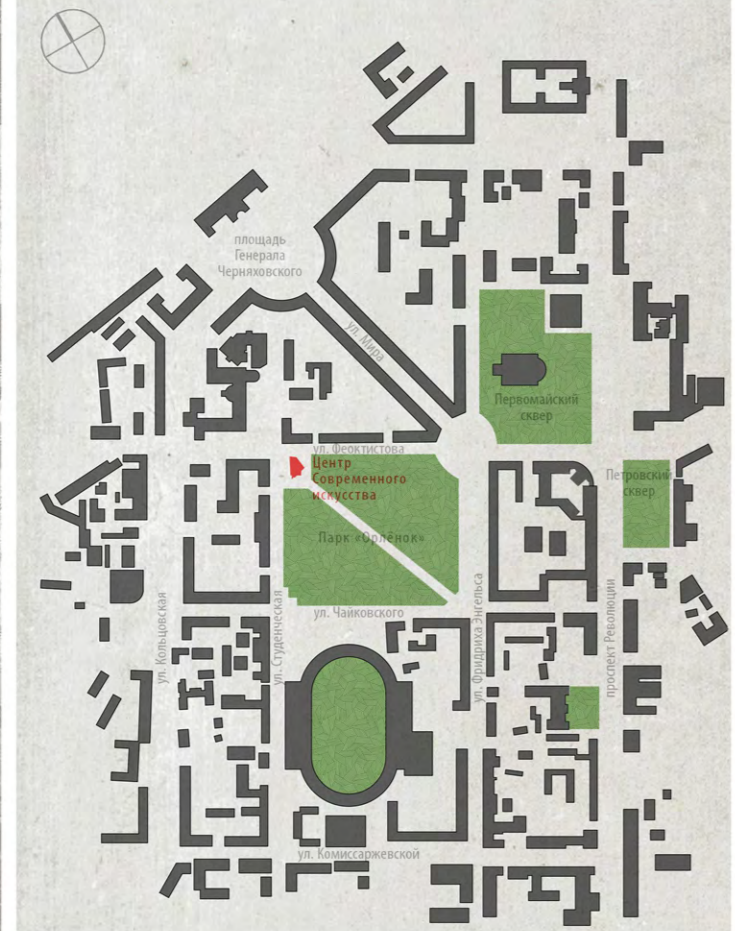 площадь
Генерала
Черняховского
ул. Мира
Первомайский
сквер
ул. Феоктистова
Центр
Современного
искусства
Петровский
сквер
Парк «Орлёнок»
ул. Кольцовская
ул. Студенческая
ул. Чайковского
ул. Фридриха Энгельса
проспект Революции
ул. Комиссаржевской